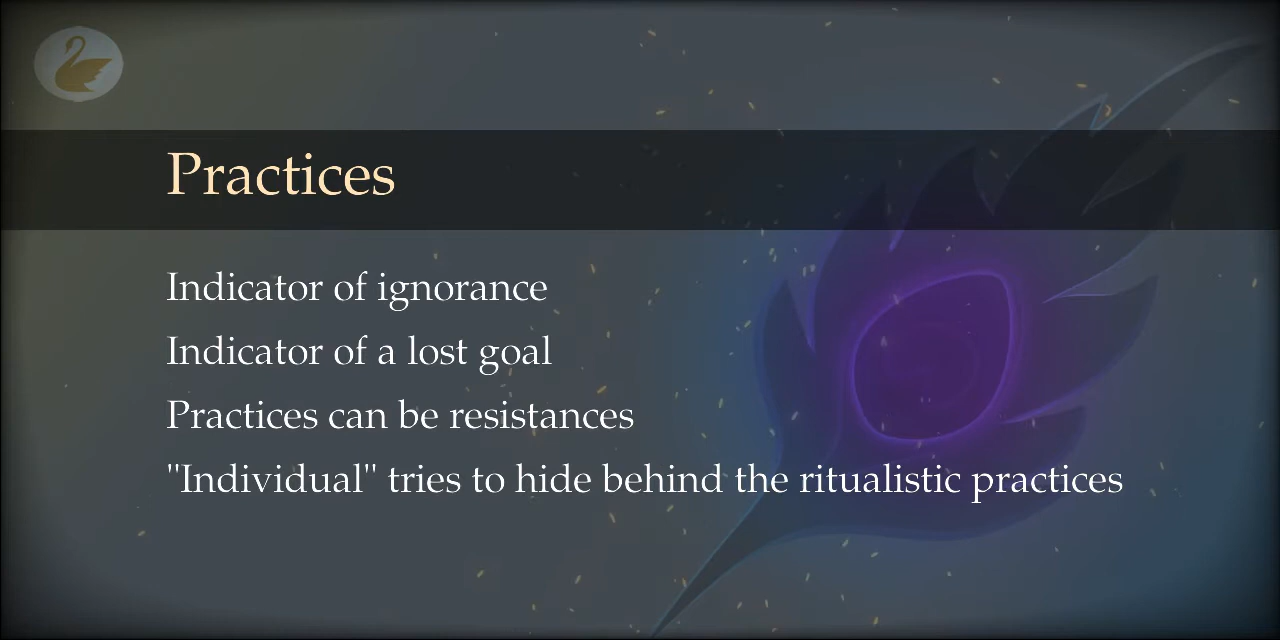 Practices
Indicator of ignorance
Indicator of a lost goal
Practices can be resistances
"Individual" tries to hide behind the ritualistic practices